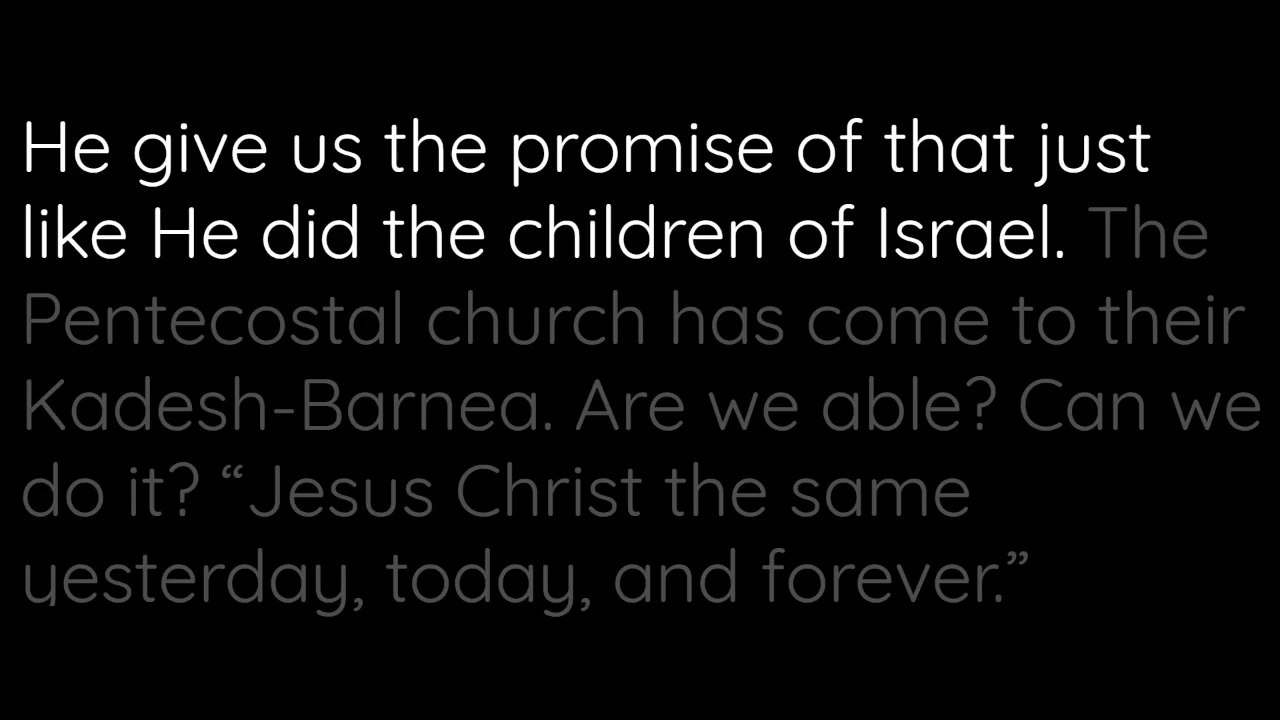 He give us the promise of that just
like He did the children of Israel. The
Pentecostal church has come to their
Kadesh-Barnea. Are we able? Can we
do it? “Jesus Christ the same
yesterday, today, and forever.”